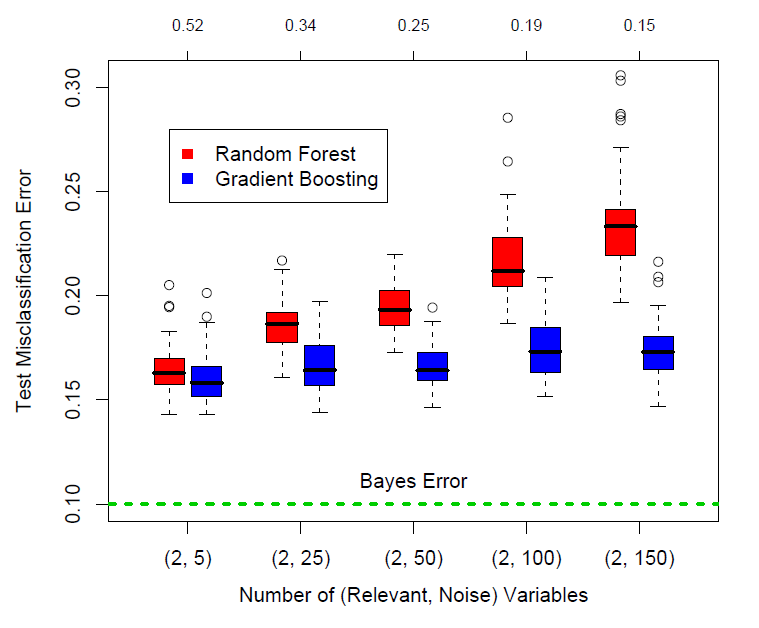 0.52 0.34 0.25 0.19 0.15
0.30
Random Forest
Gradient Boosting
0.25
0.20
0.15
Bayes Error
0.10
Test Misclassification Error
(2, 5) (2, 25) (2, 50) (2, 100) (2, 150)
Number of (Relevant, Noise) Variables